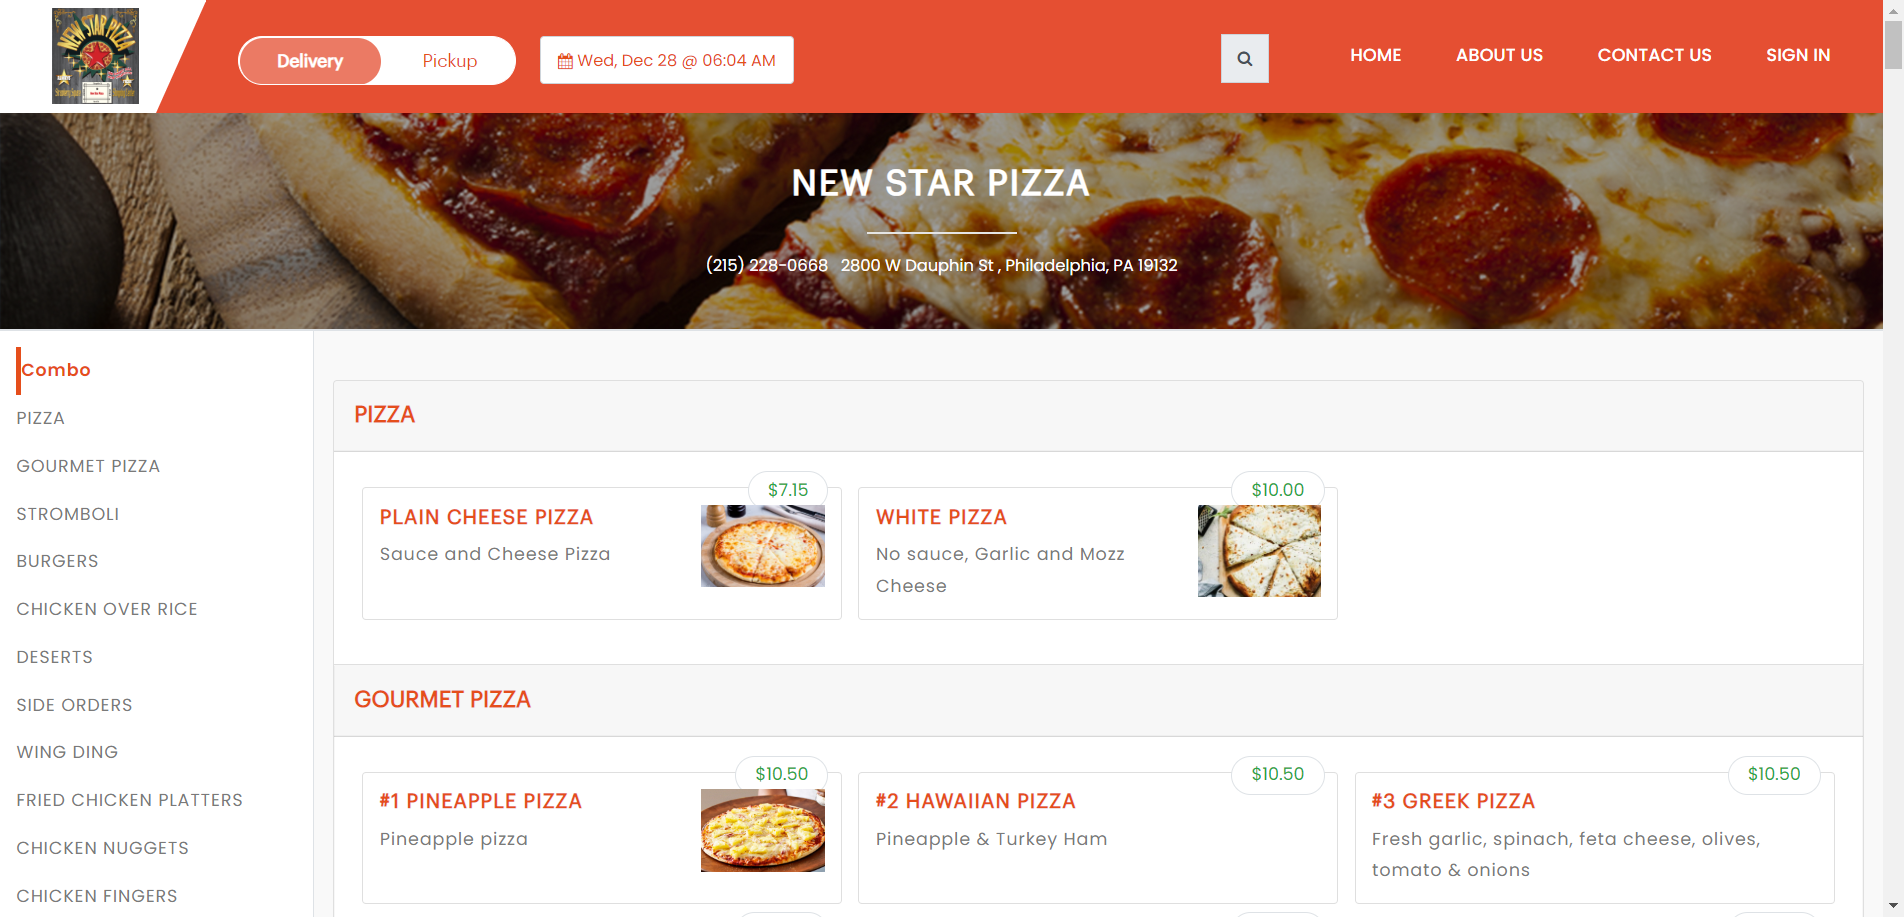 NEW STAR PIZZA
Delivery
Pickup
Wed, Dec 28 @ 06:04 AM
HOME
ABOUT US
CONTACT US
SIGN IN
NEW STAR PIZZA
(215) 228-0668 2800 W Dauphin St , Philadelphia, PA 19132
Combo
PIZZA
GOURMET PIZZA
STROMBOLI
BURGERS
CHICKEN OVER RICE
DESERTS
SIDE ORDERS
WING DING
FRIED CHICKEN PLATTERS
CHICKEN NUGGETS
CHICKEN FINGERS
PIZZA
$7.15
PLAIN CHEESE PIZZA
Sauce and Cheese Pizza
$10.00
WHITE PIZZA
No sauce, Garlic and Mozz
Cheese
GOURMET PIZZA
$10.50
#1 PINEAPPLE PIZZA
Pineapple pizza
$10.50
#2 HAWAIIAN PIZZA
Pineapple & Turkey Ham
$10.50
#3 GREEK PIZZA
Fresh garlic, spinach, feta cheese, olives,
tomato & onions